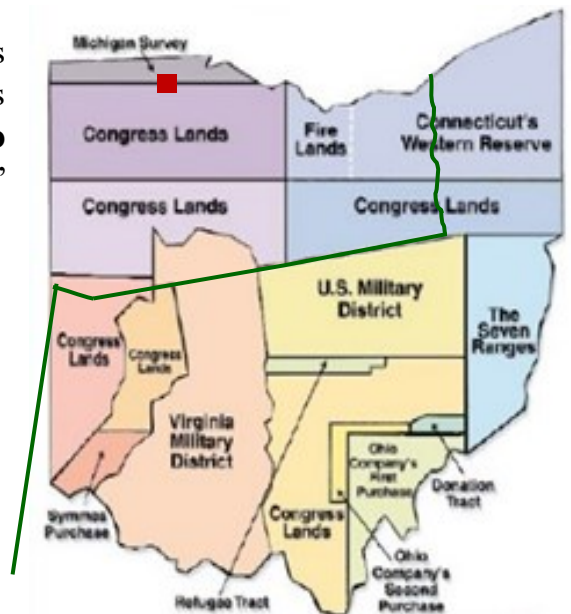 Michigan Survey
s
s
o
,
Congress Lands
Fire
Lands
Connecticut's
Western Reserve
Congress Lands
Congress Lands
U.S. Military
District
The
Seven
Ranges
Congress
Lands
Congress
Lands
Virginia
Military
District
Ohio
Company's
First
Purchase
Donation
Tract
Symmes
Purchase
Congress
Lands
Ohio
Company's
Second
Purchase
Refugee Tract